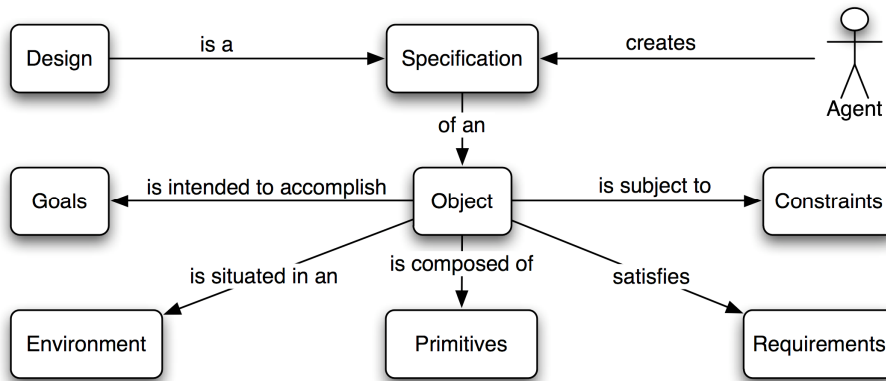 is a
creates
Design
Specification
Agent
of an
is intended to accomplish
is subject to
Goals
Object
Constraints
is situated in an
is composed of
satisfies
Environment
Primitives
Requirements